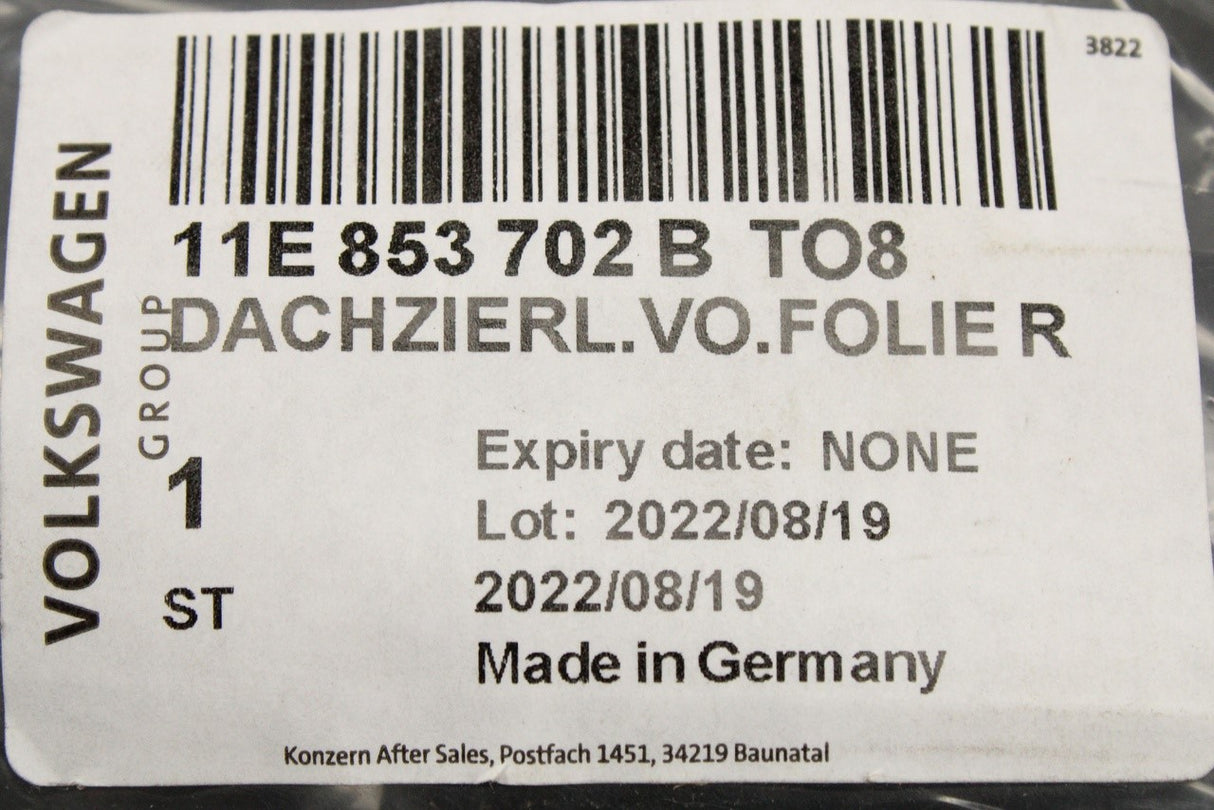 3822
VOLKSWAGEN
GROUP
11E 853 702 B TO8
DACHZIERL.VO.FOLIE R
1
ST
Expiry date: NONE
Lot: 2022/08/19
2022/08/19
Made in Germany
Konzern After Sales, Postfach 1451, 34219 Baunatal